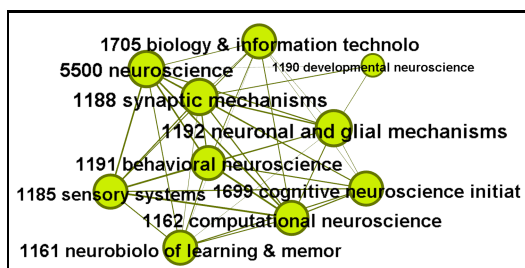 1705 biology & information technolo
1190 developmental neuroscience
5500 neuroscience
1188 synaptic mechanisms
1192 neuronal and glial mechanisms
1191 behavioral neuroscience
1185 sensory systems
1699 cognitive neuroscience initiat
1162 computational neuroscience
1161 neurobiolo of learning & memor